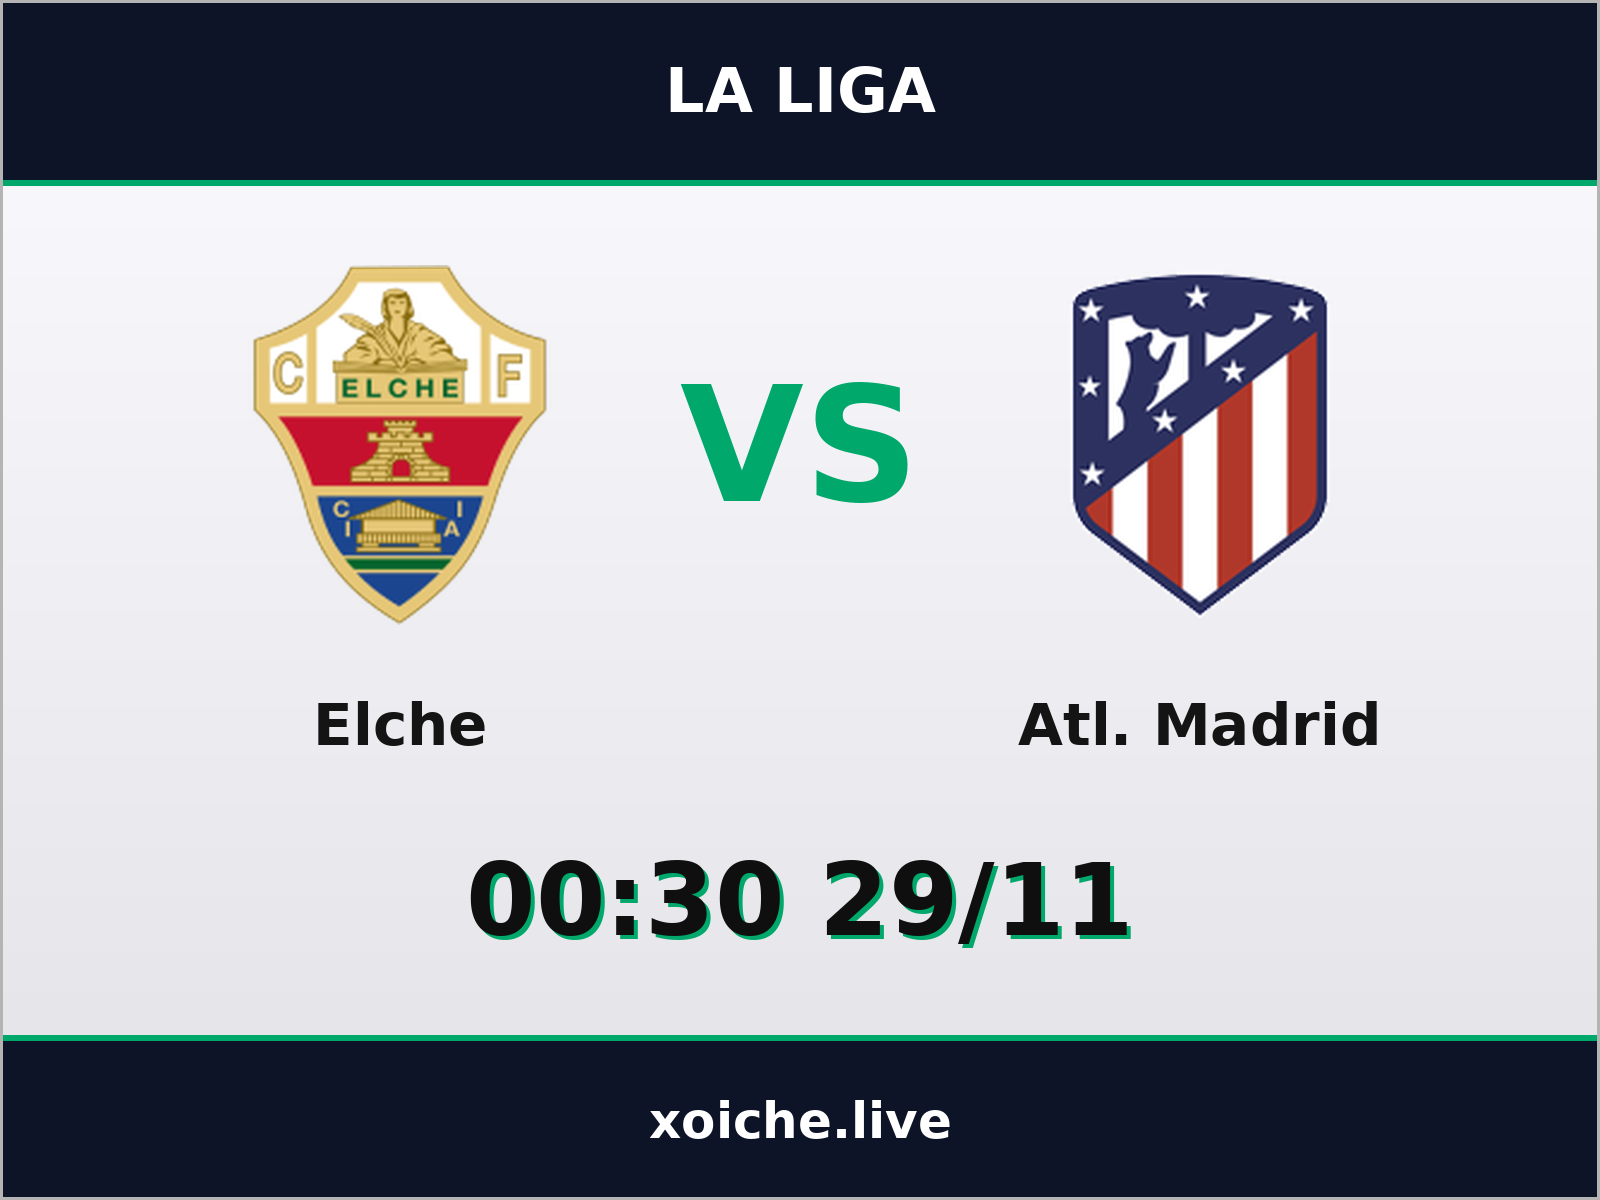 LA LIGA
C ELCHE F
C I
I A
VS
Elche
Atl. Madrid
00:30 29/11
xoiche.live